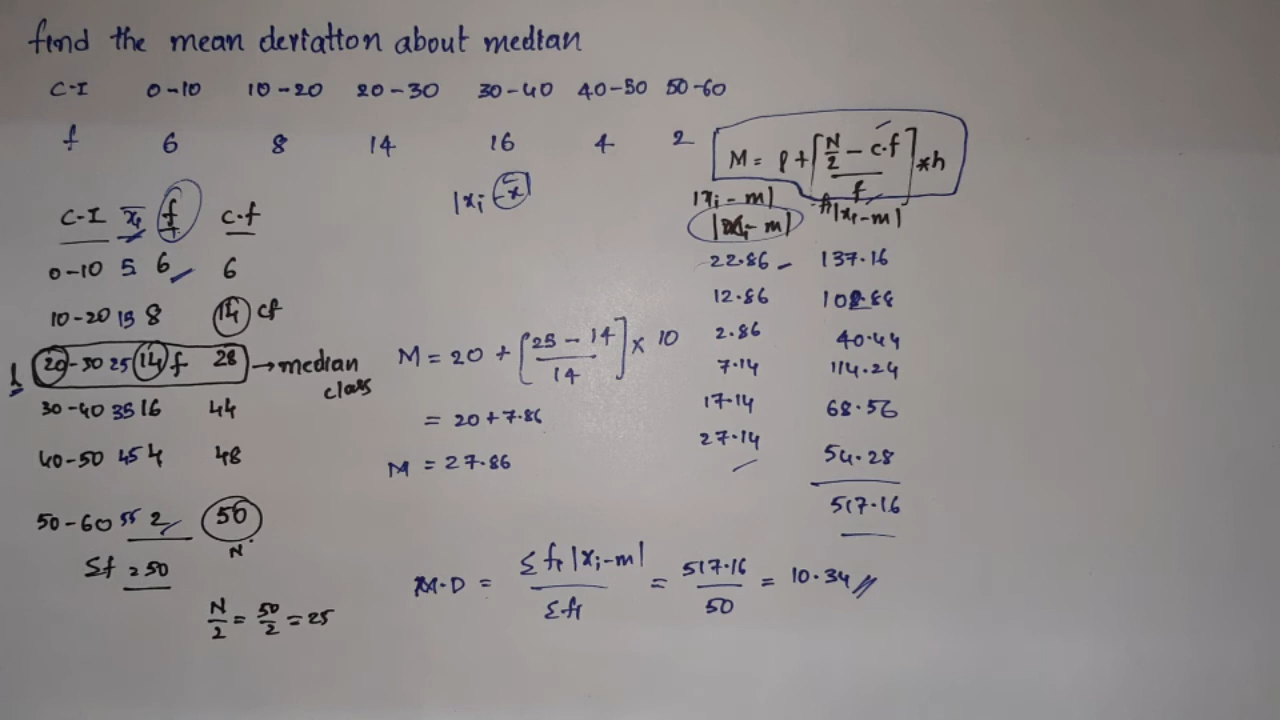 find the mean deviation about median
C-I 0-10 10-20 20-30 30-40 40-50 50-60
f 6 8 14 16 4 2
M = l + [N/2 - c.f / f] * h
|xi - x̄|
C-I xi f c.f
|xi - m|
|xi - m| fi|xi - m|
0-10 5 6 6
22.86 137.16
10-20 15 8 14 cf
12.86 102.88
l 20-30 25 14 f 28 → median class
M = 20 + [25 - 14 / 14] × 10
2.86 40.44
7.14 114.24
30-40 35 16 44
= 20 + 7.86
17.14 68.56
40-50 45 4 48
M = 27.86
27.14 54.28
50-60 55 2 50
N
517.16
Σf = 50
M.D = Σ fi |xi - m| / Σ fi = 517.16 / 50 = 10.34 //
N/2 = 50/2 = 25